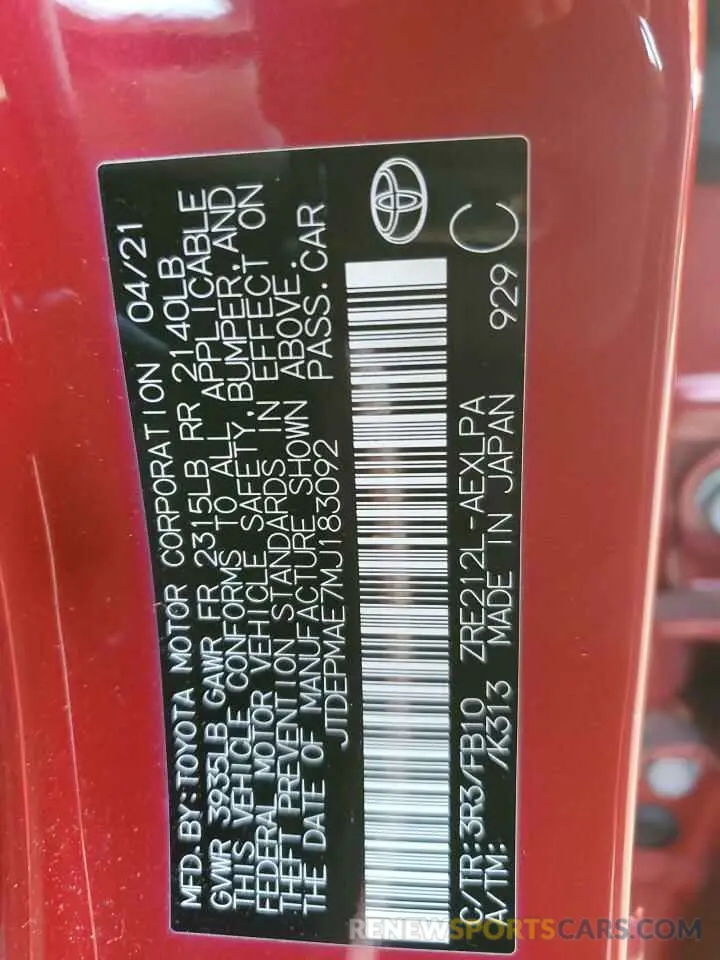 MFD. BY: TOYOTA MOTOR CORPORATION 04/21
GVWR 3935LB GAWR FR 2315LB RR 2140LB
THIS VEHICLE CONFORMS TO ALL APPLICABLE
FEDERAL MOTOR VEHICLE SAFETY, BUMPER, AND
THEFT PREVENTION STANDARDS IN EFFECT ON
THE DATE OF MANUFACTURE SHOWN ABOVE.
JTDEPMAE7MJ183092 PASS. CAR
C/TR: 3R3/FB10 ZRE212L-AEXLPA 929
A/TM: /K313 MADE IN JAPAN C
RENEWSPORTSCARS.COM